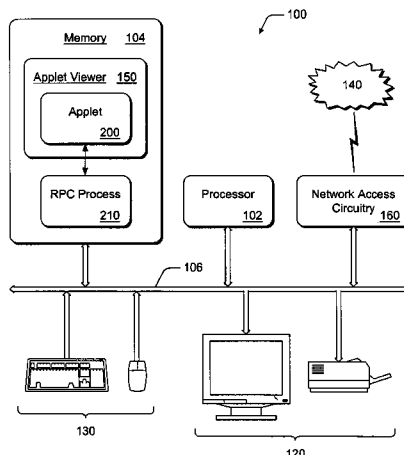 100
Memory 104
Applet Viewer 150
Applet
200
RPC Process
210
140
Processor
102
Network Access
Circuitry 160
106
130
120